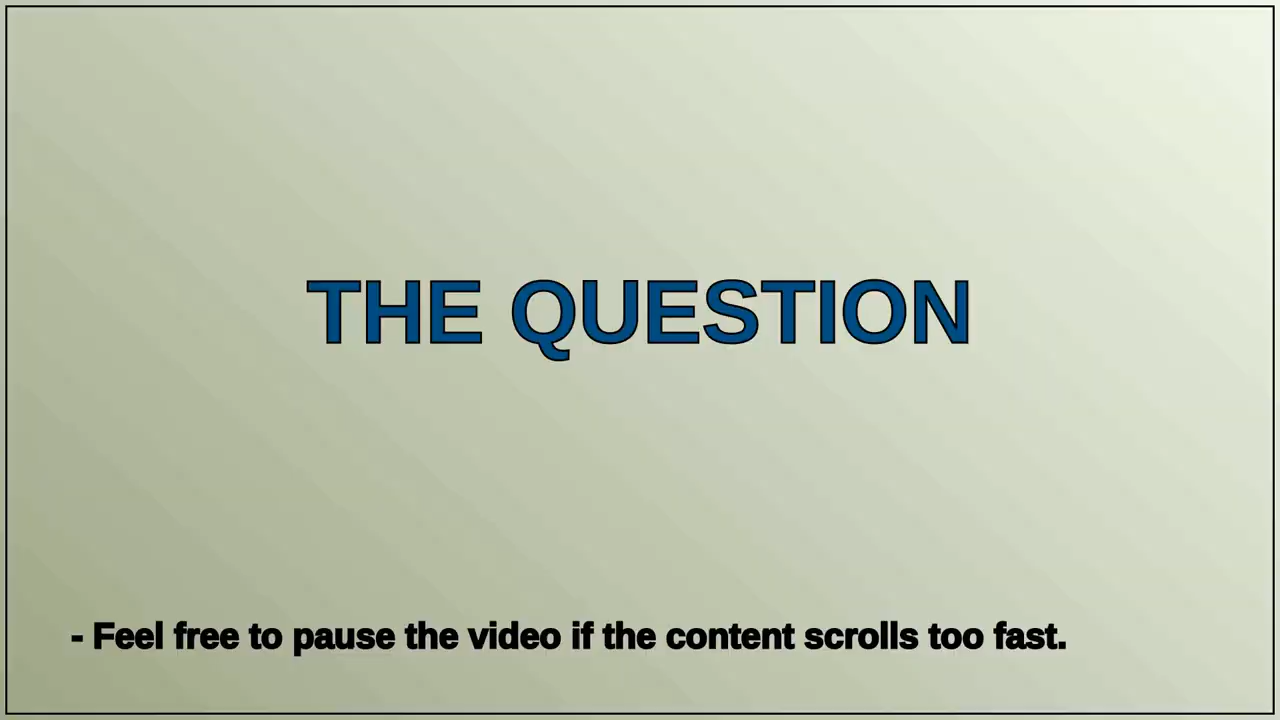 THE QUESTION
- Feel free to pause the video if the content scrolls too fast.